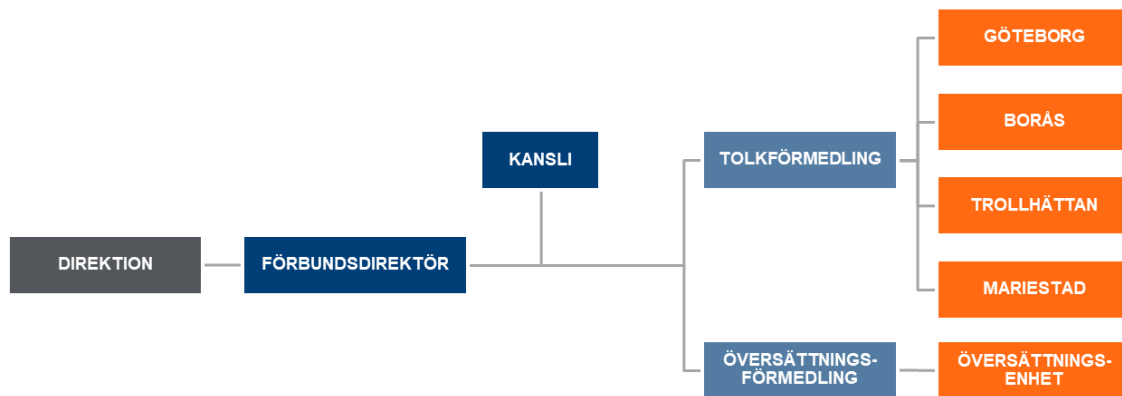 DIREKTION
FÖRBUNDSDIREKTÖR
KANSLI
TOLKFÖRMEDLING
GÖTEBORG
BORÅS
TROLLHÄTTAN
MARIESTAD
ÖVERSÄTTNINGS-
FÖRMEDLING
ÖVERSÄTTNINGS-
ENHET